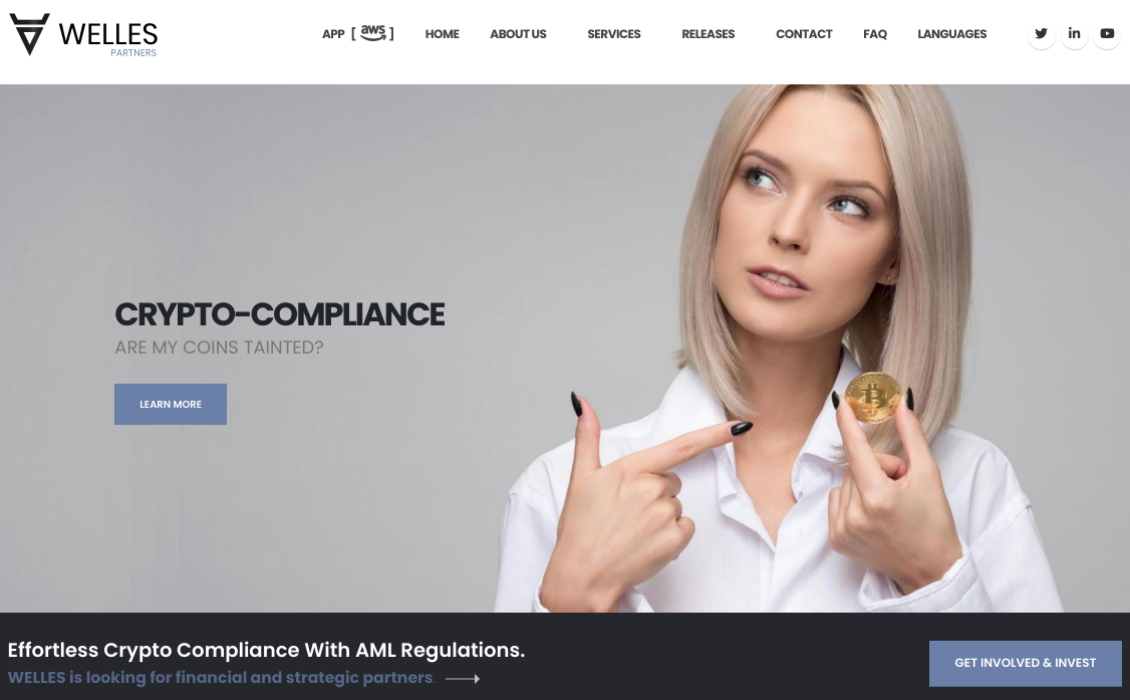 WELLES
PARTNERS
APP [ aws ] HOME ABOUT US SERVICES RELEASES CONTACT FAQ LANGUAGES
CRYPTO-COMPLIANCE
ARE MY COINS TAINTED?
LEARN MORE
Effortless Crypto Compliance With AML Regulations.
WELLES is looking for financial and strategic partners.
GET INVOLVED & INVEST